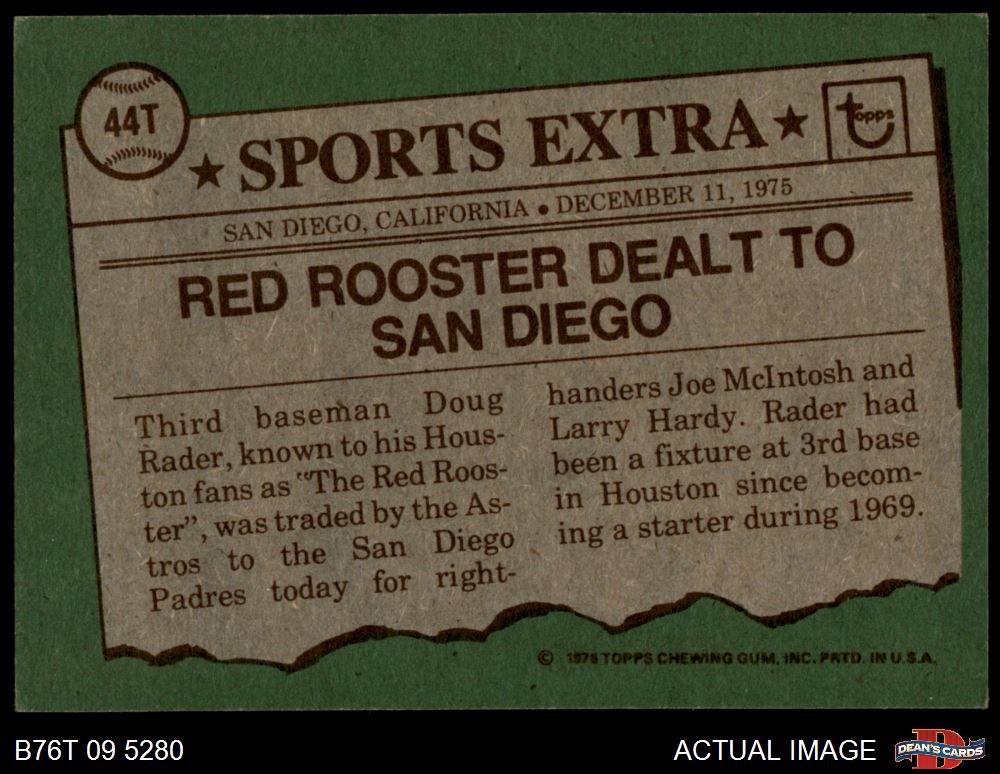 44T
★ SPORTS EXTRA ★
topps
SAN DIEGO, CALIFORNIA • DECEMBER 11, 1975
RED ROOSTER DEALT TO
SAN DIEGO
Third baseman Doug
Rader, known to his Hous-
ton fans as "The Red Roos-
ter", was traded by the As-
tros to the San Diego
Padres today for right-
handers Joe McIntosh and
Larry Hardy. Rader had
been a fixture at 3rd base
in Houston since becom-
ing a starter during 1969.
© 1976 TOPPS CHEWING GUM, INC. PRTD. IN U.S.A.
B76T 09 5280
ACTUAL IMAGE
D
DEAN'S CARDS